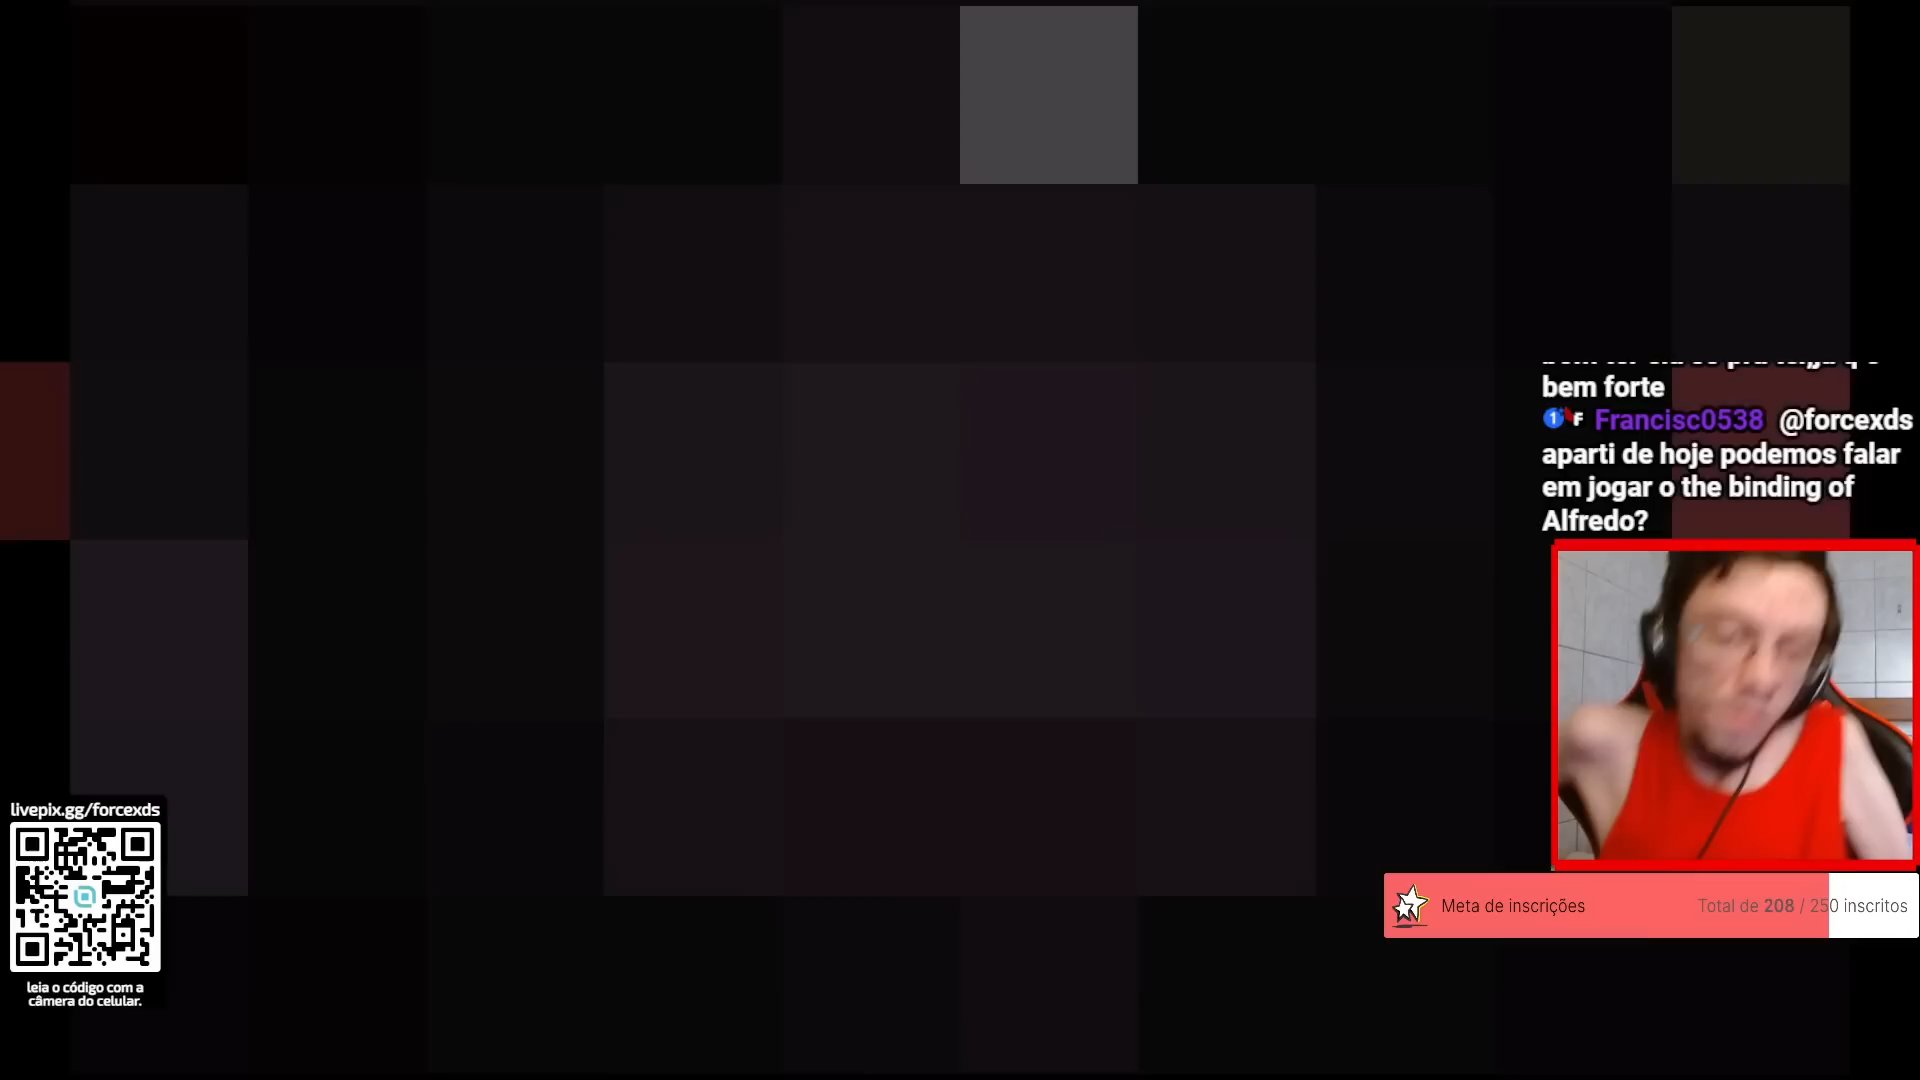 bem forte
Francisc0538 @forcexds
aparti de hoje podemos falar
em jogar o the binding of
Alfredo?
livepix.gg/forcexds
leia o código com a
câmera do celular.
Meta de inscrições
Total de 208 / 250 inscritos